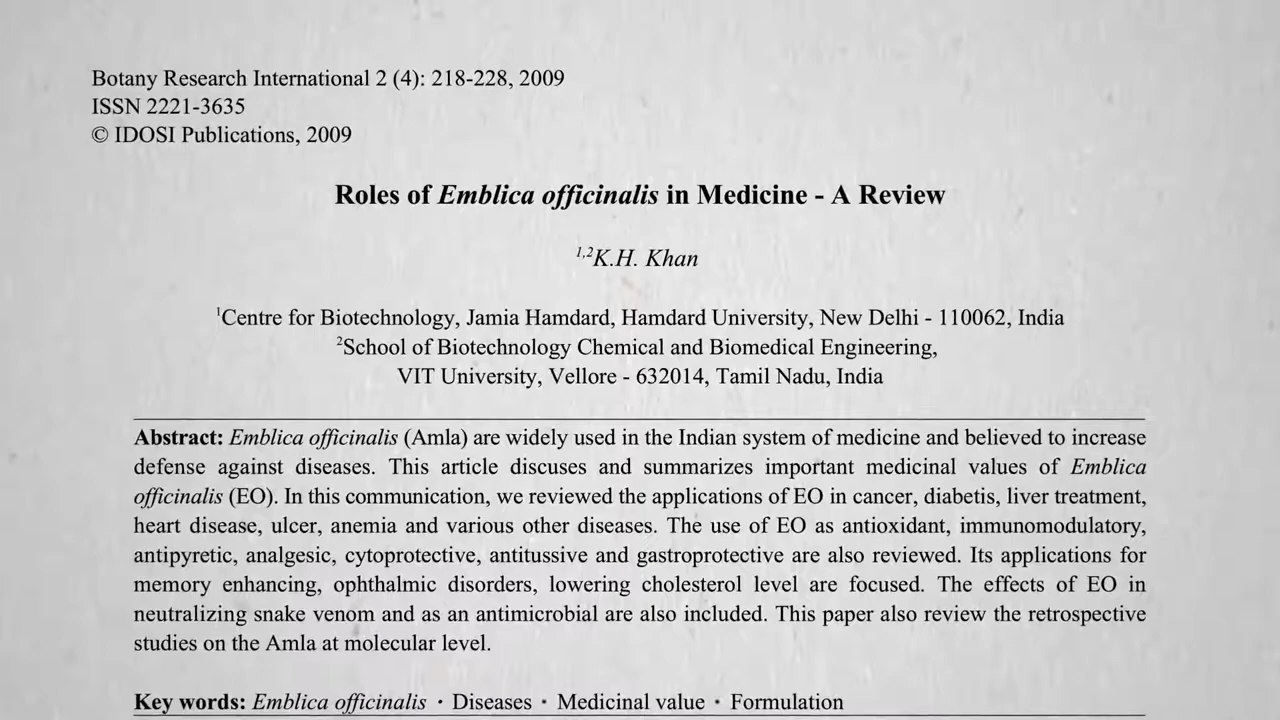 Botany Research International 2 (4): 218-228, 2009
ISSN 2221-3635
© IDOSI Publications, 2009
Roles of Emblica officinalis in Medicine - A Review
1,2K.H. Khan
1Centre for Biotechnology, Jamia Hamdard, Hamdard University, New Delhi - 110062, India
2School of Biotechnology Chemical and Biomedical Engineering,
VIT University, Vellore - 632014, Tamil Nadu, India
Abstract: Emblica officinalis (Amla) are widely used in the Indian system of medicine and believed to increase
defense against diseases. This article discuses and summarizes important medicinal values of Emblica
officinalis (EO). In this communication, we reviewed the applications of EO in cancer, diabetis, liver treatment,
heart disease, ulcer, anemia and various other diseases. The use of EO as antioxidant, immunomodulatory,
antipyretic, analgesic, cytoprotective, antitussive and gastroprotective are also reviewed. Its applications for
memory enhancing, ophthalmic disorders, lowering cholesterol level are focused. The effects of EO in
neutralizing snake venom and as an antimicrobial are also included. This paper also review the retrospective
studies on the Amla at molecular level.
Key words: Emblica officinalis · Diseases · Medicinal value · Formulation